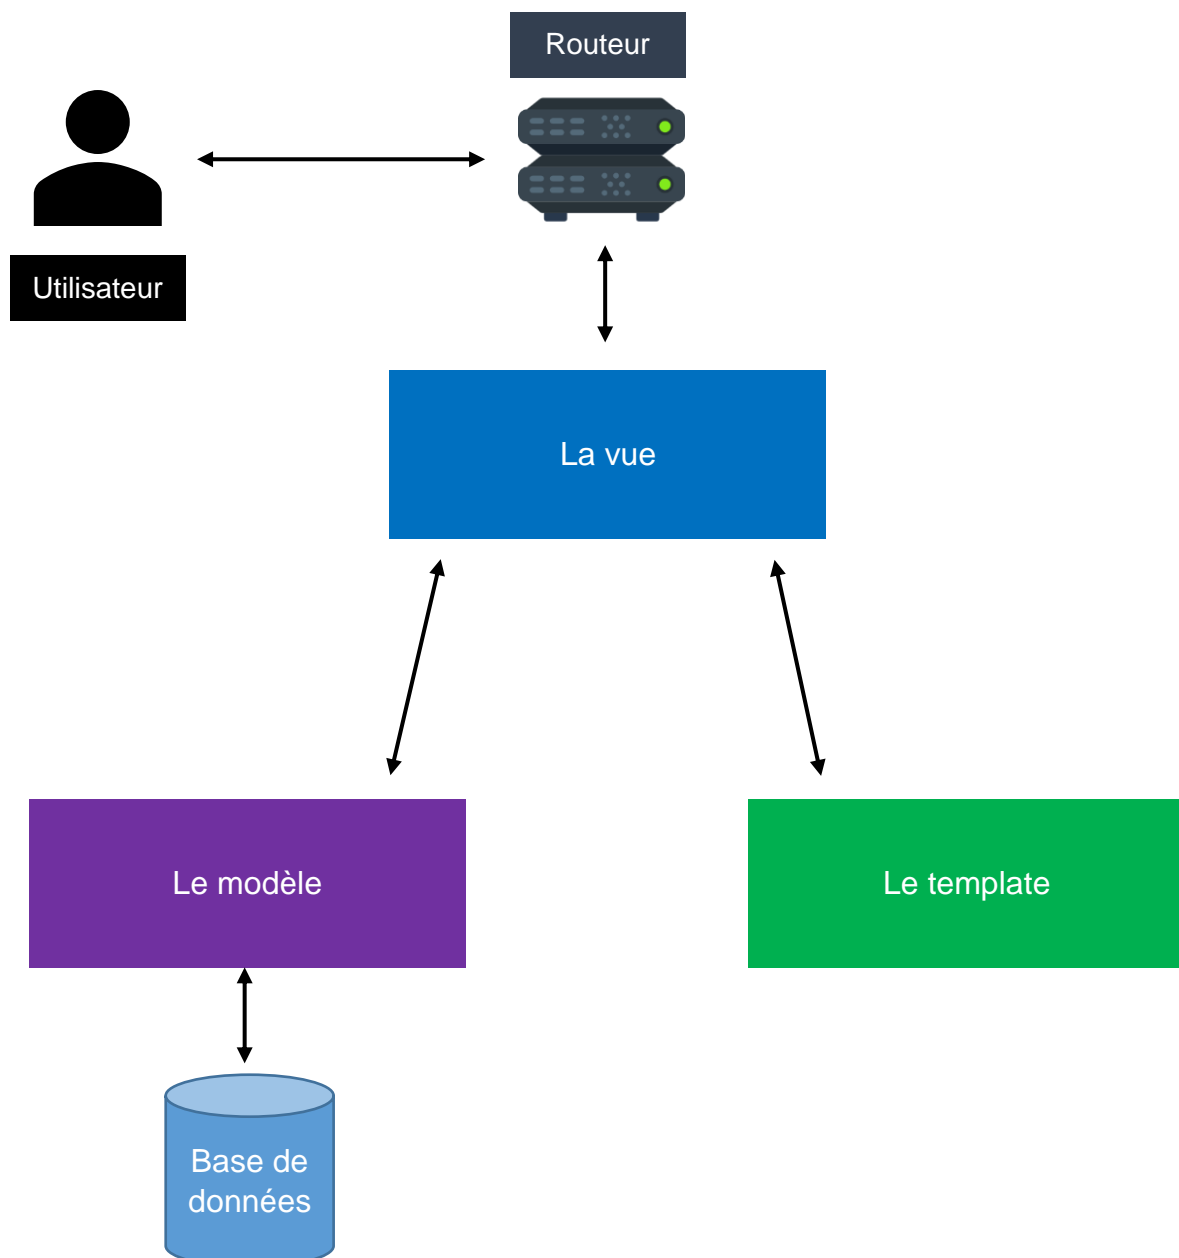 Routeur
Utilisateur
La vue
Le modèle
Le template
Base de
données